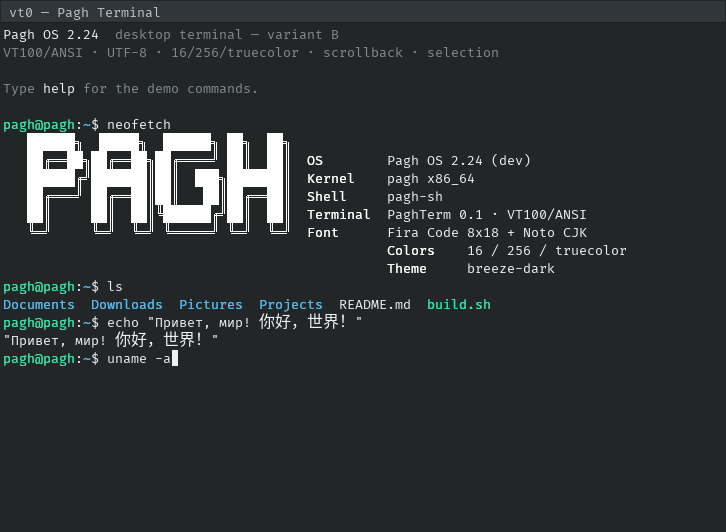 vt0 — Pagh Terminal
Pagh OS 2.24  desktop terminal — variant B
VT100/ANSI · UTF-8 · 16/256/truecolor · scrollback · selection
Type help for the demo commands.
pagh@pagh:~$ neofetch
PAGH
OS Pagh OS 2.24 (dev)
Kernel pagh x86_64
Shell pagh-sh
Terminal PaghTerm 0.1 · VT100/ANSI
Font Fira Code 8x18 + Noto CJK
Colors 16 / 256 / truecolor
Theme breeze-dark
pagh@pagh:~$ ls
Documents  Downloads  Pictures  Projects  README.md  build.sh
pagh@pagh:~$ echo "Привет, мир! 你好，世界！"
"Привет, мир! 你好，世界！"
pagh@pagh:~$ uname -a